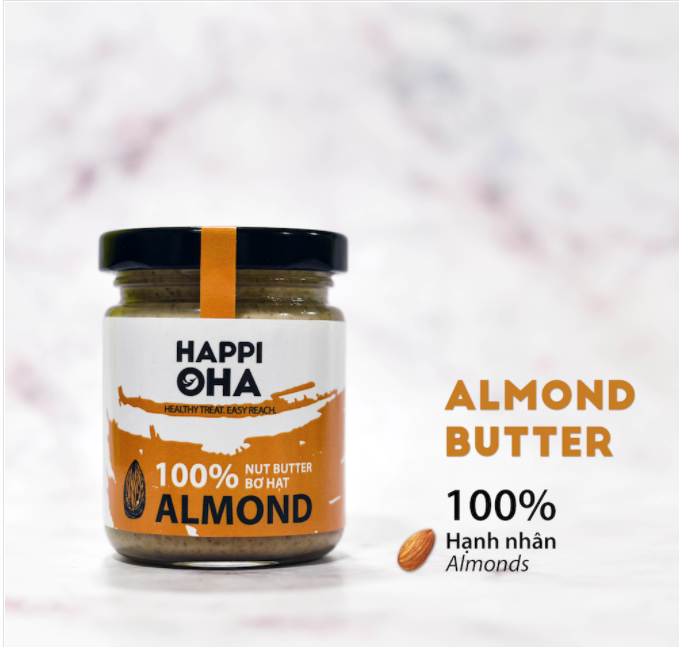 HAPPI
OHA
HEALTHY TREAT. EASY REACH.
100% NUT BUTTER
BƠ HẠT
ALMOND
ALMOND
BUTTER
100%
Hạnh nhân
Almonds